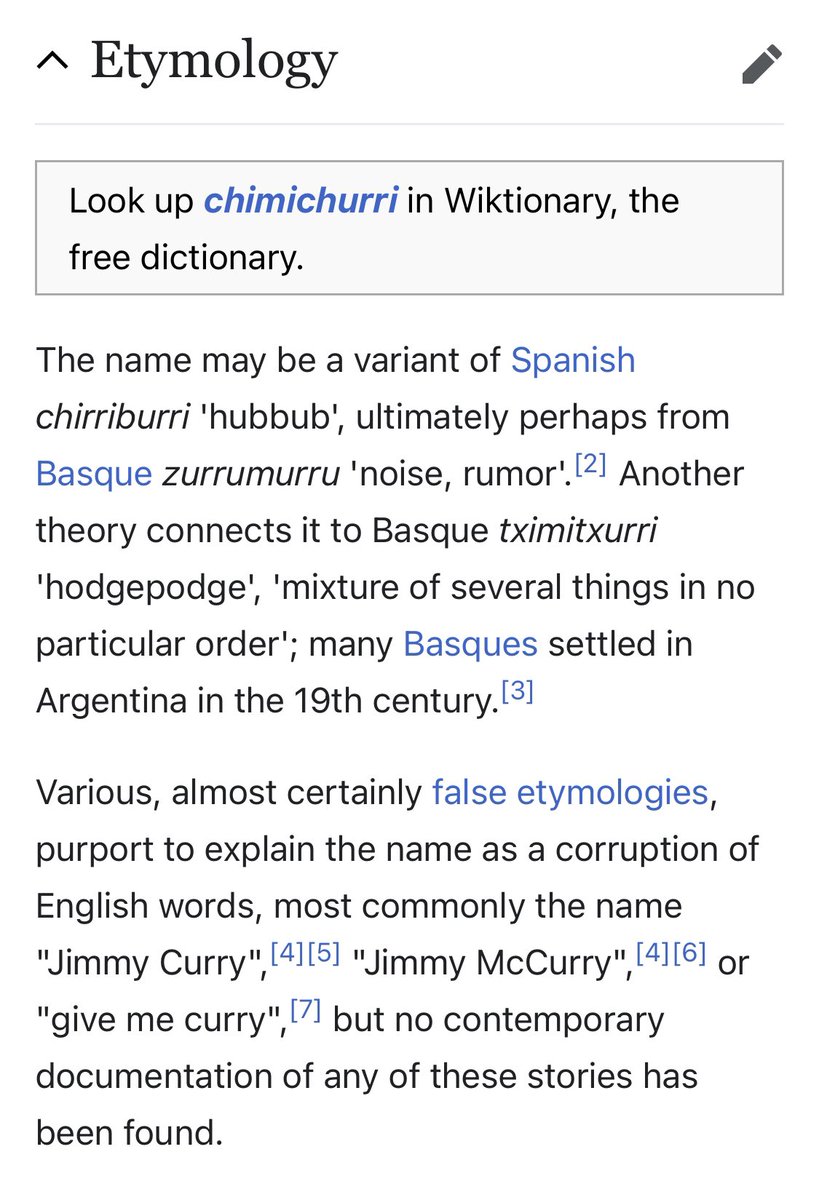 Etymology
Look up chimichurri in Wiktionary, the
free dictionary.
The name may be a variant of Spanish
chirriburri 'hubbub', ultimately perhaps from
Basque zurrumurru 'noise, rumor'.[2] Another
theory connects it to Basque tximitxurri
'hodgepodge', 'mixture of several things in no
particular order'; many Basques settled in
Argentina in the 19th century.[3]
Various, almost certainly false etymologies,
purport to explain the name as a corruption of
English words, most commonly the name
"Jimmy Curry",[4][5] "Jimmy McCurry",[4][6] or
"give me curry",[7] but no contemporary
documentation of any of these stories has
been found.